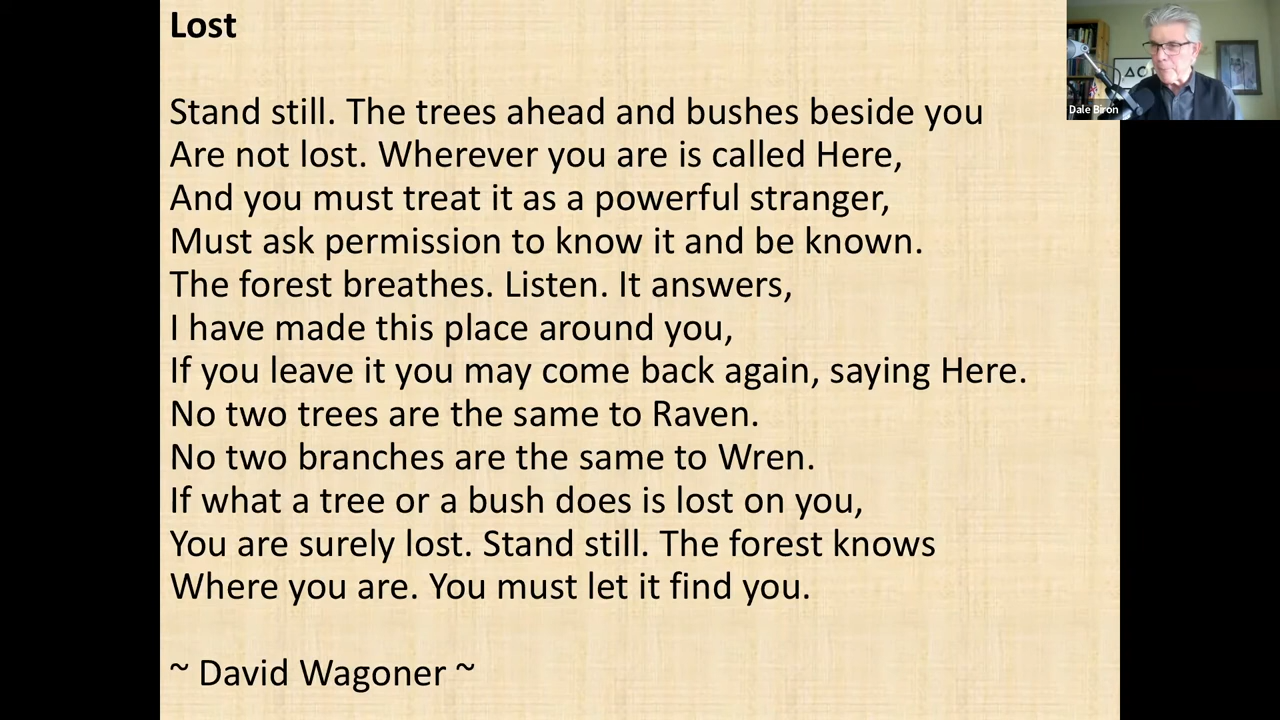 Lost
Stand still. The trees ahead and bushes beside you
Are not lost. Wherever you are is called Here,
And you must treat it as a powerful stranger,
Must ask permission to know it and be known.
The forest breathes. Listen. It answers,
I have made this place around you,
If you leave it you may come back again, saying Here.
No two trees are the same to Raven.
No two branches are the same to Wren.
If what a tree or a bush does is lost on you,
You are surely lost. Stand still. The forest knows
Where you are. You must let it find you.
~ David Wagoner ~
Dale Biron